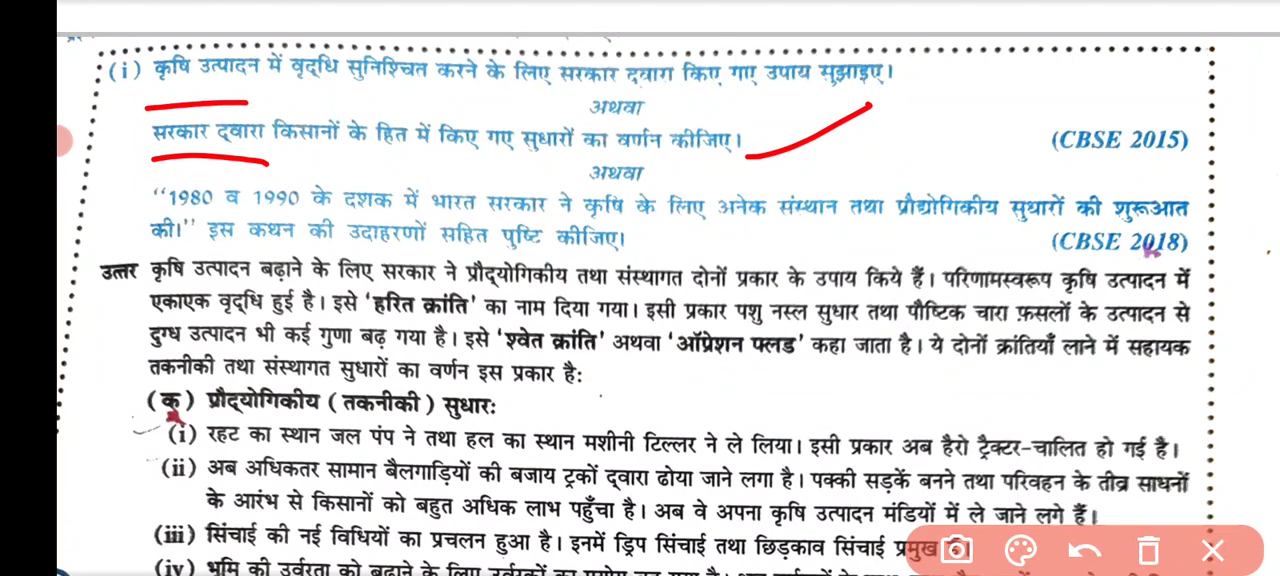 (i) कृषि उत्पादन में वृद्धि सुनिश्चित करने के लिए सरकार द्वारा किए गए उपाय सुझाइए।
अथवा
सरकार द्वारा किसानों के हित में किए गए सुधारों का वर्णन कीजिए। (CBSE 2015)
अथवा
“1980 व 1990 के दशक में भारत सरकार ने कृषि के लिए अनेक संस्थान तथा प्रौद्योगिकीय सुधारों की शुरूआत
की।” इस कथन की उदाहरणों सहित पुष्टि कीजिए। (CBSE 2018)
उत्तर कृषि उत्पादन बढ़ाने के लिए सरकार ने प्रौद्योगिकीय तथा संस्थागत दोनों प्रकार के उपाय किये हैं। परिणामस्वरूप कृषि उत्पादन में
एकाएक वृद्धि हुई है। इसे ‘हरित क्रांति’ का नाम दिया गया। इसी प्रकार पशु नस्ल सुधार तथा पौष्टिक चारा फ़सलों के उत्पादन से
दुग्ध उत्पादन भी कई गुणा बढ़ गया है। इसे ‘श्वेत क्रांति’ अथवा ‘ऑप्रेशन फ्लड’ कहा जाता है। ये दोनों क्रांतियाँ लाने में सहायक
तकनीकी तथा संस्थागत सुधारों का वर्णन इस प्रकार है:
(क) प्रौद्योगिकीय (तकनीकी) सुधार:
(i) रहट का स्थान जल पंप ने तथा हल का स्थान मशीनी टिल्लर ने ले लिया। इसी प्रकार अब हैरो ट्रैक्टर-चालित हो गई है।
(ii) अब अधिकतर सामान बैलगाड़ियों की बजाय ट्रकों द्वारा ढोया जाने लगा है। पक्की सड़कें बनने तथा परिवहन के तीव्र साधनों
के आरंभ से किसानों को बहुत अधिक लाभ पहुँचा है। अब वे अपना कृषि उत्पादन मंडियों में ले जाने लगे हैं।
(iii) सिंचाई की नई विधियों का प्रचलन हुआ है। इनमें ड्रिप सिंचाई तथा छिड़काव सिंचाई प्रमुख हैं।
(iv) भूमि की उर्वरता को बढ़ाने के लिए उर्वरकों का